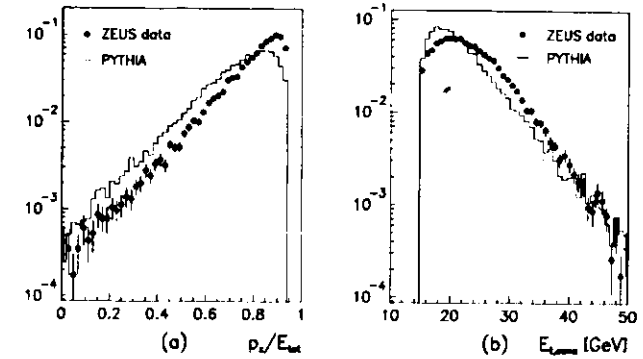 10⁻¹
10⁻²
10⁻³
10⁻⁴
ZEUS data
PYTHIA
0 0.2 0.4 0.6 0.8 1
(a) p_z/E_tot
10⁻¹
10⁻²
10⁻³
10⁻⁴
ZEUS data
PYTHIA
10 20 30 40 50
(b) E_t,cone [GeV]